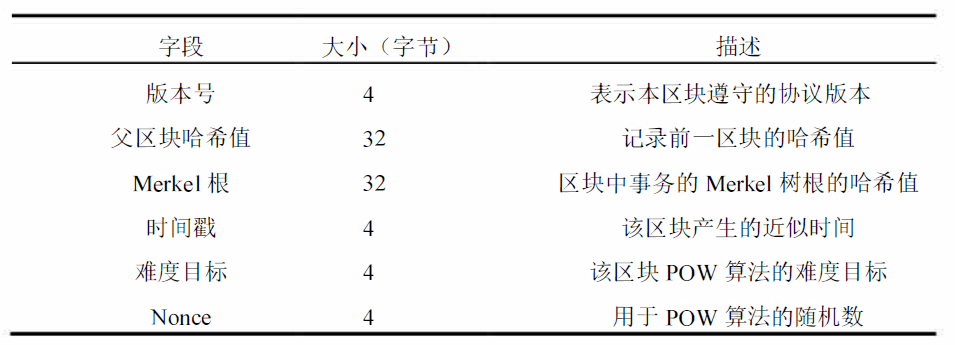 字段 大小（字节） 描述
版本号 4 表示本区块遵守的协议版本
父区块哈希值 32 记录前一区块的哈希值
Merkel 根 32 区块中事务的 Merkel 树根的哈希值
时间戳 4 该区块产生的近似时间
难度目标 4 该区块 POW 算法的难度目标
Nonce 4 用于 POW 算法的随机数